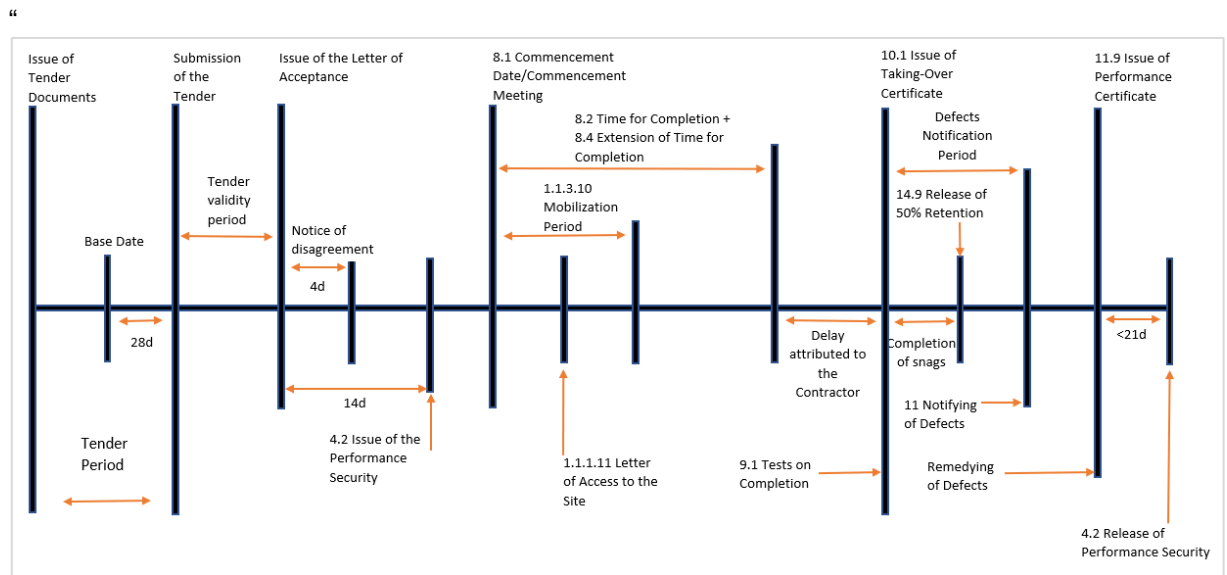 “
Issue of
Tender
Documents
Submission
of the
Tender
Issue of the Letter of
Acceptance
8.1 Commencement
Date/Commencement
Meeting
10.1 Issue of
Taking-Over
Certificate
11.9 Issue of
Performance
Certificate
8.2 Time for Completion +
8.4 Extension of Time for
Completion
Defects
Notification
Period
Tender
validity
period
1.1.3.10
Mobilization
Period
14.9 Release of
50% Retention
Base Date
Notice of
disagreement
4d
28d
Delay
attributed to
the
Contractor
Completion
of snags
<21d
14d
11 Notifying
of Defects
Tender
Period
4.2 Issue of the
Performance
Security
1.1.1.11 Letter
of Access to the
Site
9.1 Tests on
Completion
Remedying
of Defects
4.2 Release of
Performance Security